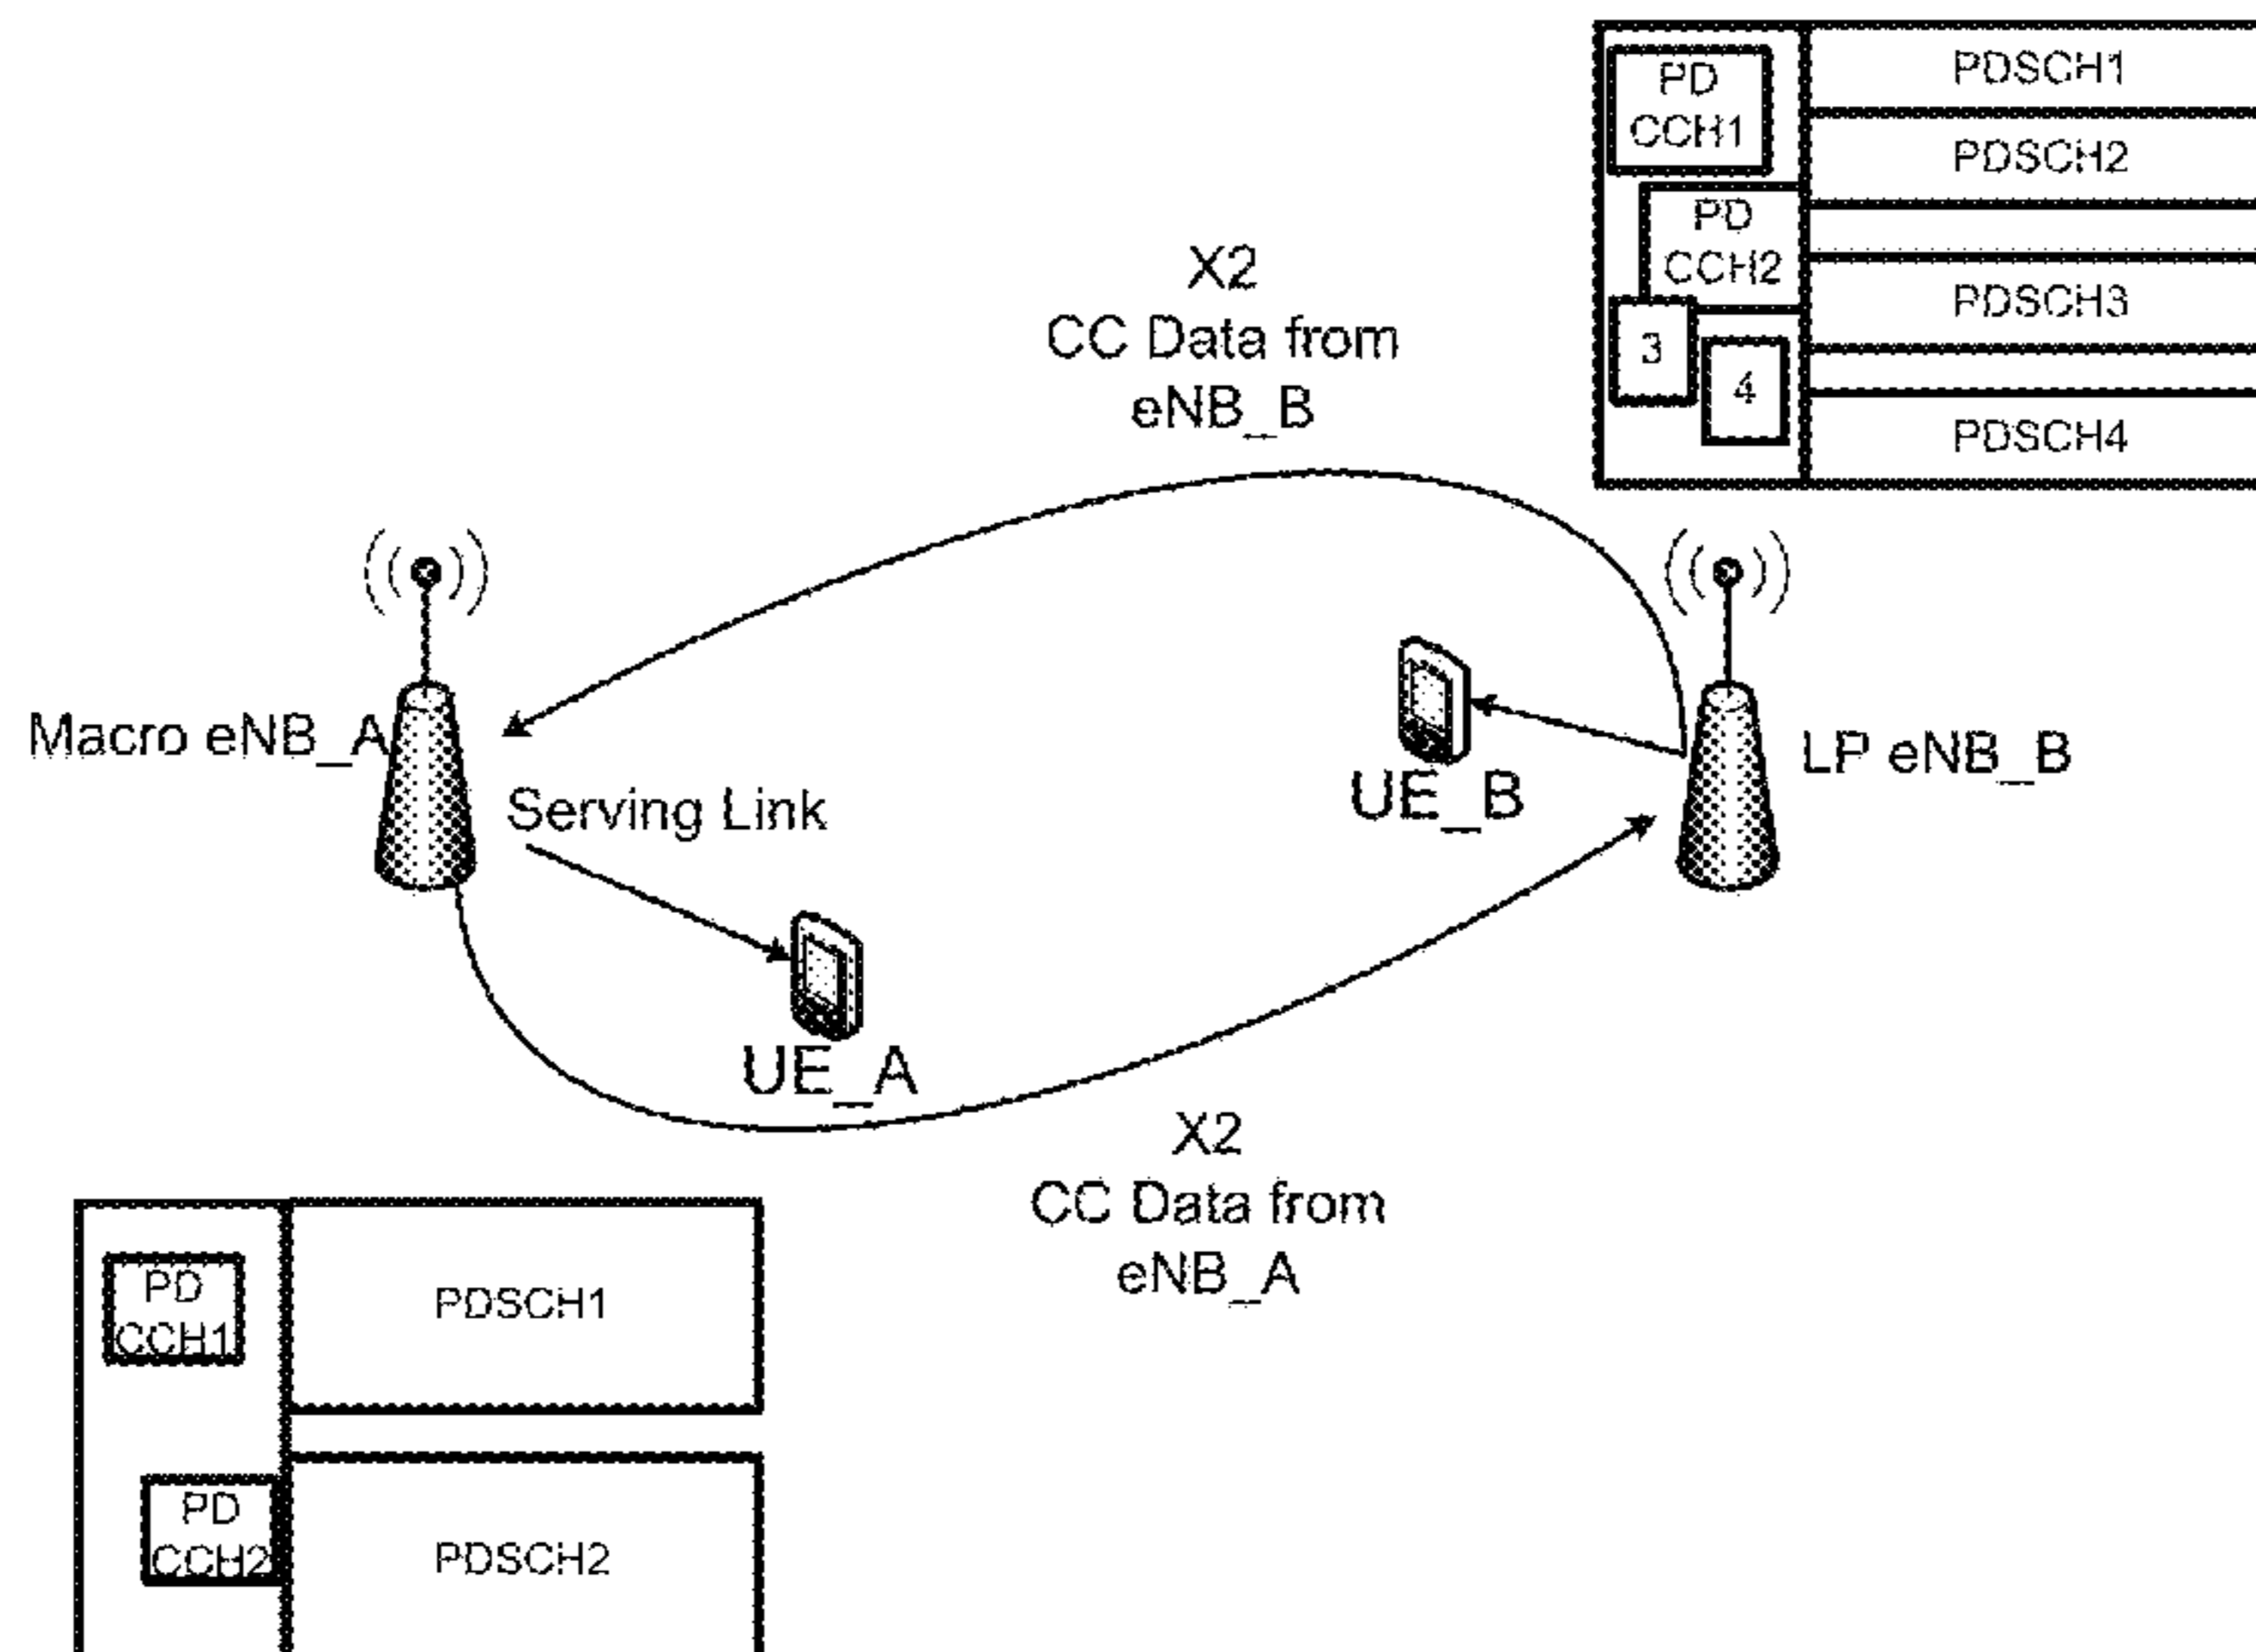 PD
CCH1
PDSCH1
PDSCH2
PD
CCH2
PDSCH3
3
4
PDSCH4
X2
CC Data from
eNB_B
Macro eNB_A
Serving Link
UE_B
LP eNB_B
UE_A
X2
CC Data from
eNB_A
PD
CCH1
PDSCH1
PD
CCH2
PDSCH2